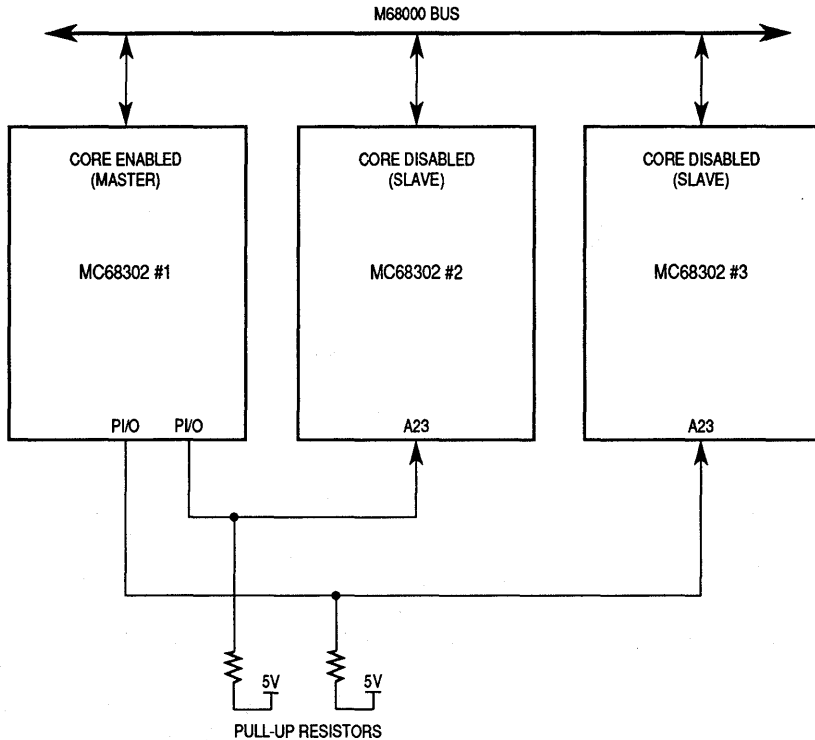 M68000 BUS
CORE ENABLED
(MASTER)
CORE DISABLED
(SLAVE)
CORE DISABLED
(SLAVE)
MC68302 #1
MC68302 #2
MC68302 #3
PI/O
PI/O
A23
A23
5V
5V
PULL-UP RESISTORS